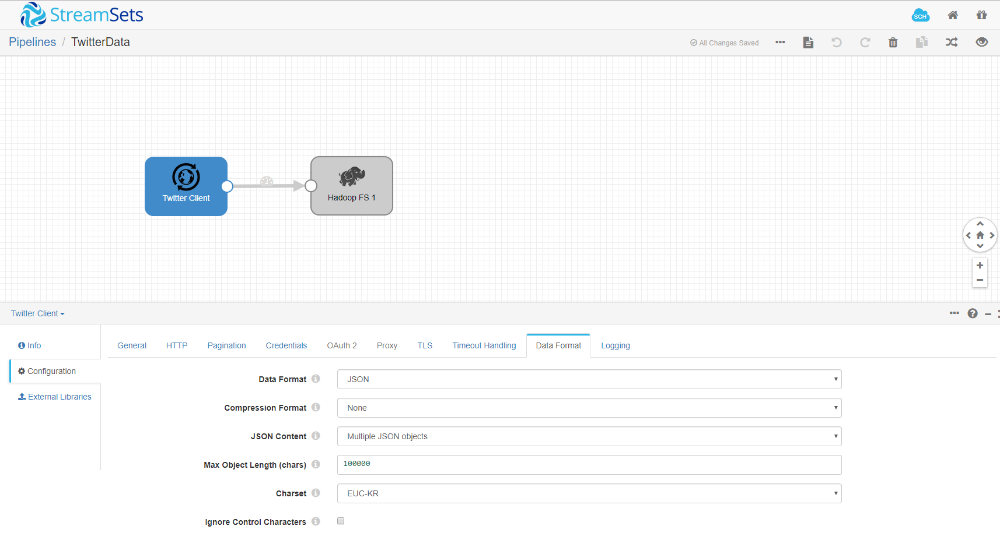 StreamSets
SCH
Pipelines / TwitterData
All Changes Saved
Twitter Client
Hadoop FS 1
Twitter Client
Info
Configuration
External Libraries
General HTTP Pagination Credentials OAuth 2 Proxy TLS Timeout Handling Data Format Logging
Data Format JSON
Compression Format None
JSON Content Multiple JSON objects
Max Object Length (chars) 100000
Charset EUC-KR
Ignore Control Characters